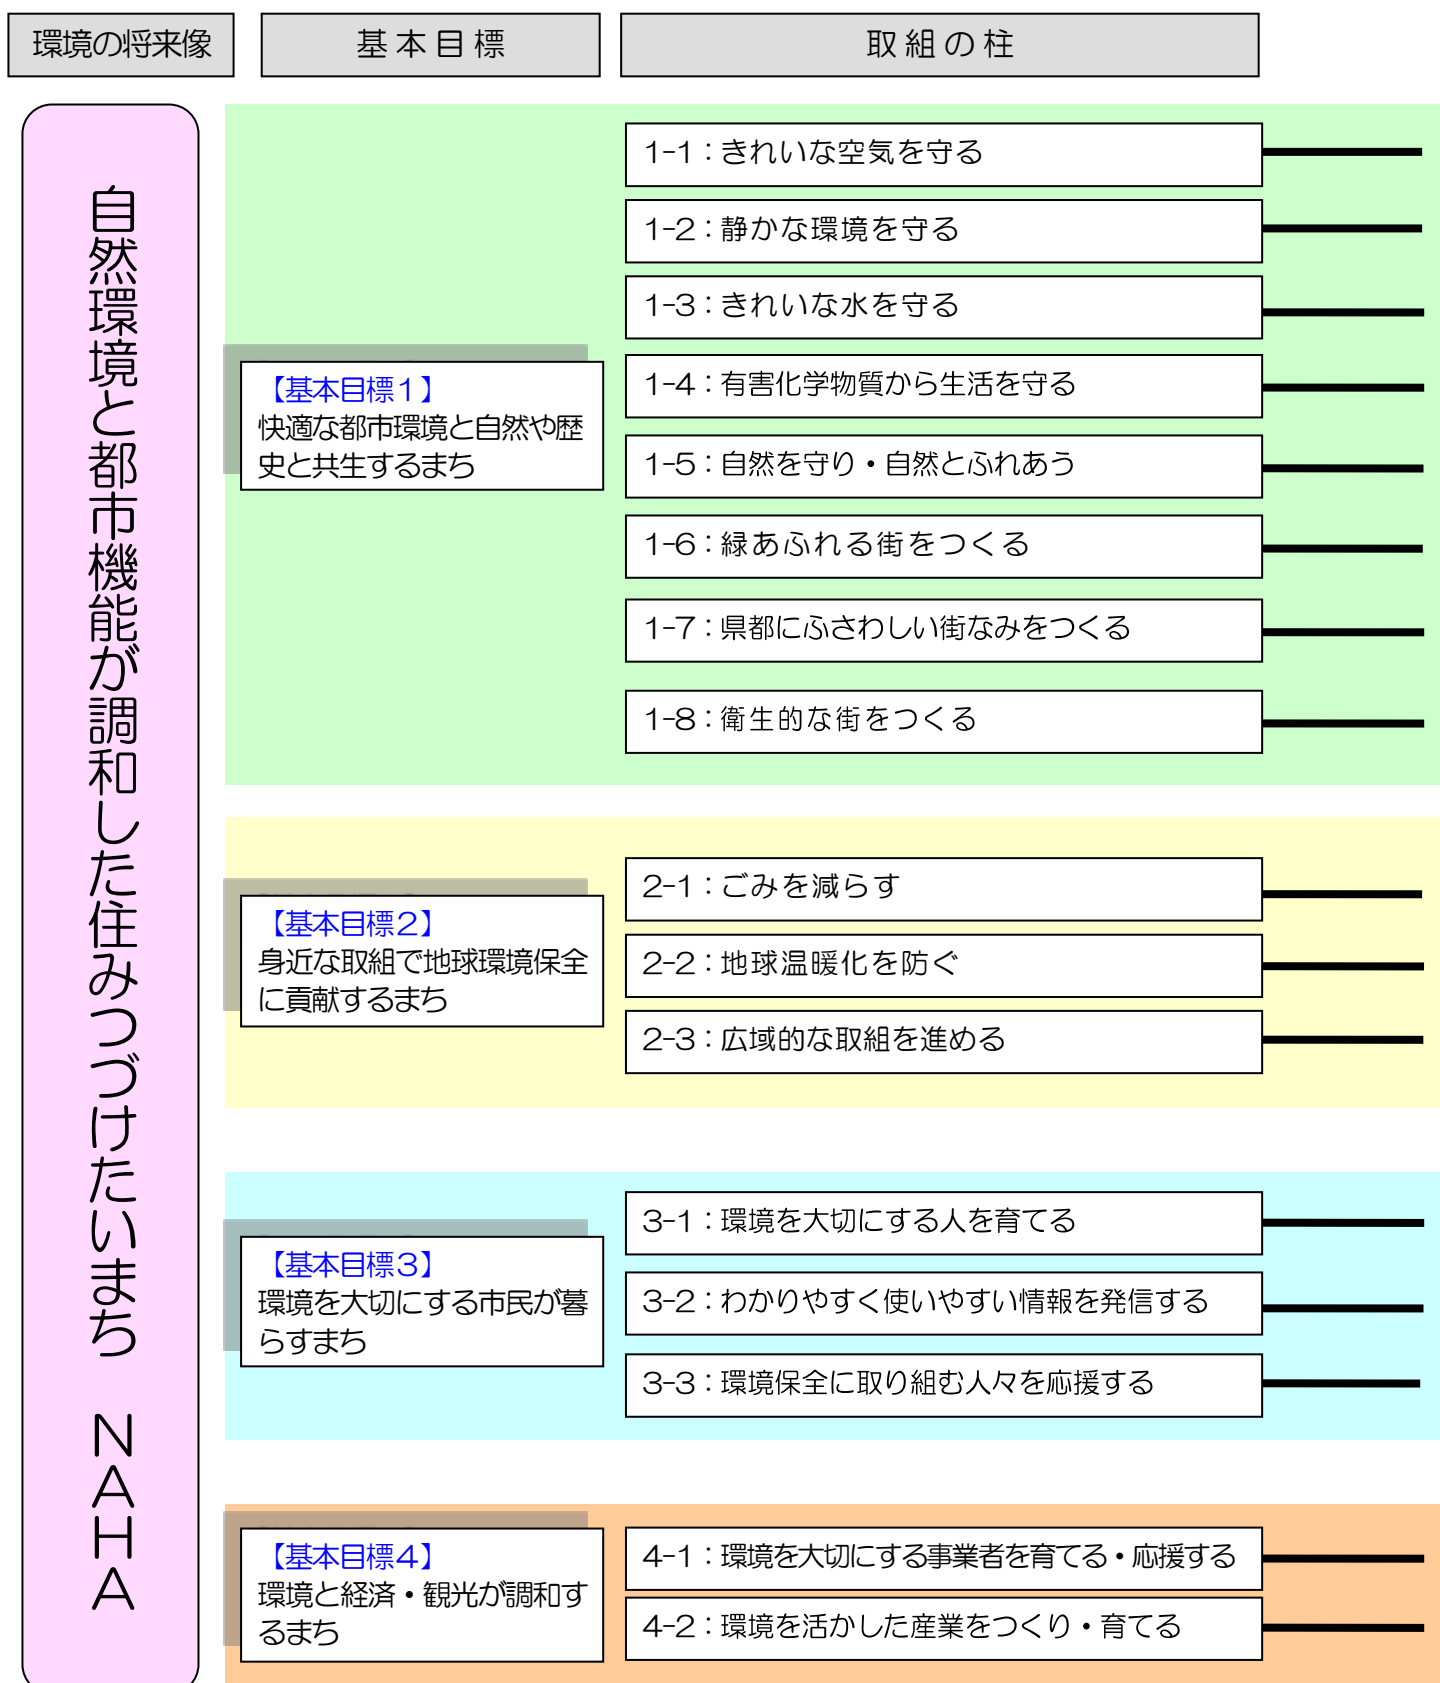 環境の将来像
基本目標
取組の柱
自然環境と都市機能が調和した住みつづけたいまち　ＮＡＨＡ
【基本目標１】
快適な都市環境と自然や歴
史と共生するまち
1-1：きれいな空気を守る
1-2：静かな環境を守る
1-3：きれいな水を守る
1-4：有害化学物質から生活を守る
1-5：自然を守り・自然とふれあう
1-6：緑あふれる街をつくる
1-7：県都にふさわしい街なみをつくる
1-8：衛生的な街をつくる
【基本目標２】
身近な取組で地球環境保全
に貢献するまち
2-1：ごみを減らす
2-2：地球温暖化を防ぐ
2-3：広域的な取組を進める
【基本目標３】
環境を大切にする市民が暮
らすまち
3-1：環境を大切にする人を育てる
3-2：わかりやすく使いやすい情報を発信する
3-3：環境保全に取り組む人々を応援する
【基本目標４】
環境と経済・観光が調和す
るまち
4-1：環境を大切にする事業者を育てる・応援する
4-2：環境を活かした産業をつくり・育てる